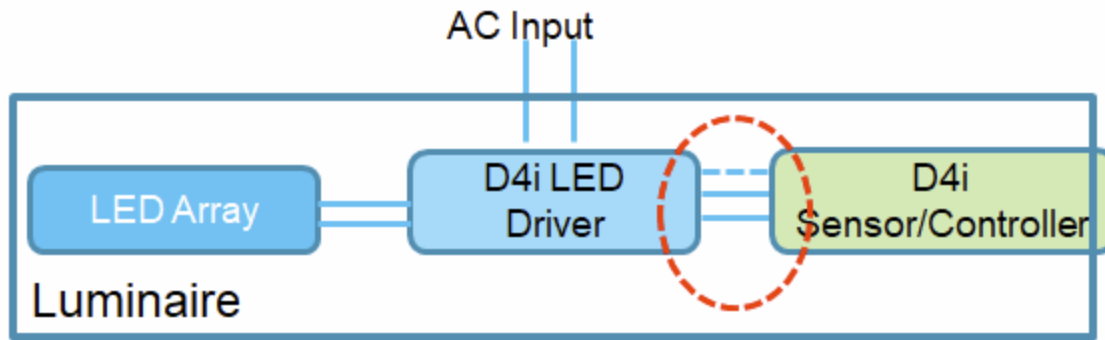 AC Input
LED Array
D4i LED
Driver
D4i
Sensor/Controller
Luminaire